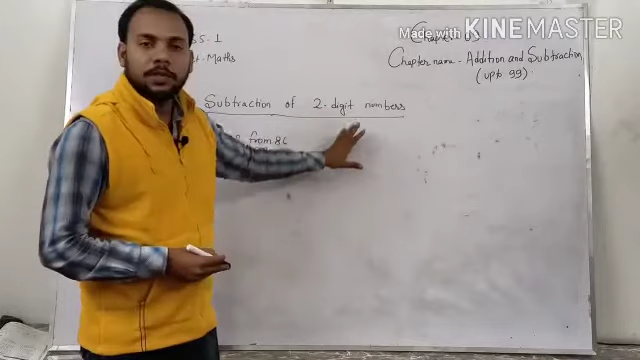 Made with KINEMASTER
SS-1
Maths
Chapter name - Addition and Subtraction
(upto 99)
Subtraction of 2-digit numbers
from 86